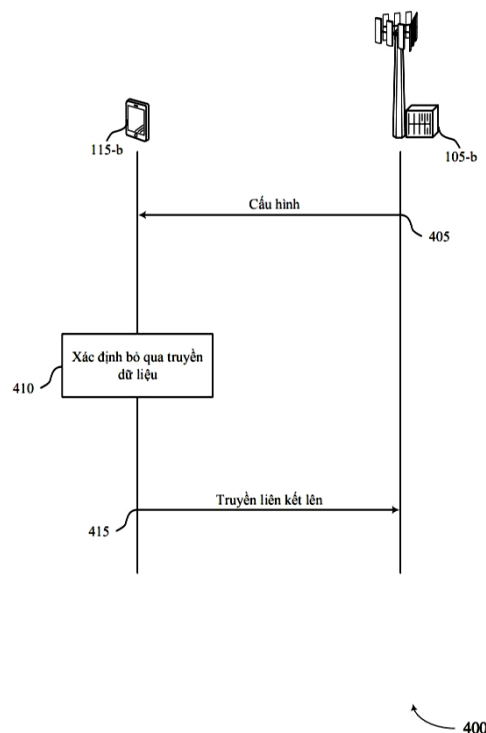 115-b
105-b
Cấu hình
405
Xác định bỏ qua truyền
dữ liệu
410
Truyền liên kết lên
415
400